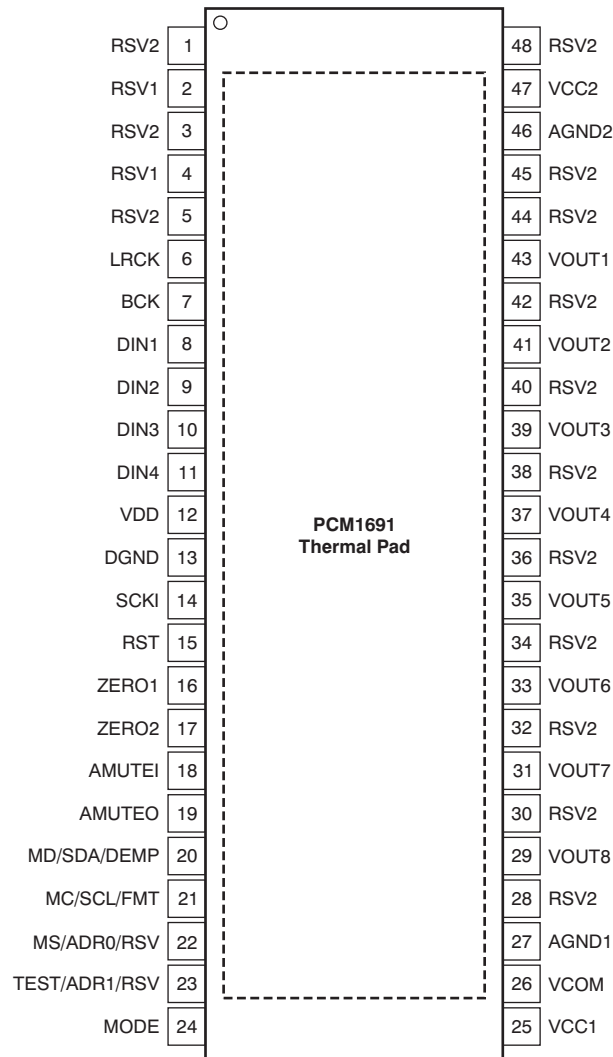 RSV2 1 48 RSV2
RSV1 2 47 VCC2
RSV2 3 46 AGND2
RSV1 4 45 RSV2
RSV2 5 44 RSV2
LRCK 6 43 VOUT1
BCK 7 42 RSV2
DIN1 8 41 VOUT2
DIN2 9 40 RSV2
DIN3 10 39 VOUT3
DIN4 11 38 RSV2
VDD 12 37 VOUT4
PCM1691
Thermal Pad
DGND 13 36 RSV2
SCKI 14 35 VOUT5
RST 15 34 RSV2
ZERO1 16 33 VOUT6
ZERO2 17 32 RSV2
AMUTEI 18 31 VOUT7
AMUTEO 19 30 RSV2
MD/SDA/DEMP 20 29 VOUT8
MC/SCL/FMT 21 28 RSV2
MS/ADR0/RSV 22 27 AGND1
TEST/ADR1/RSV 23 26 VCOM
MODE 24 25 VCC1